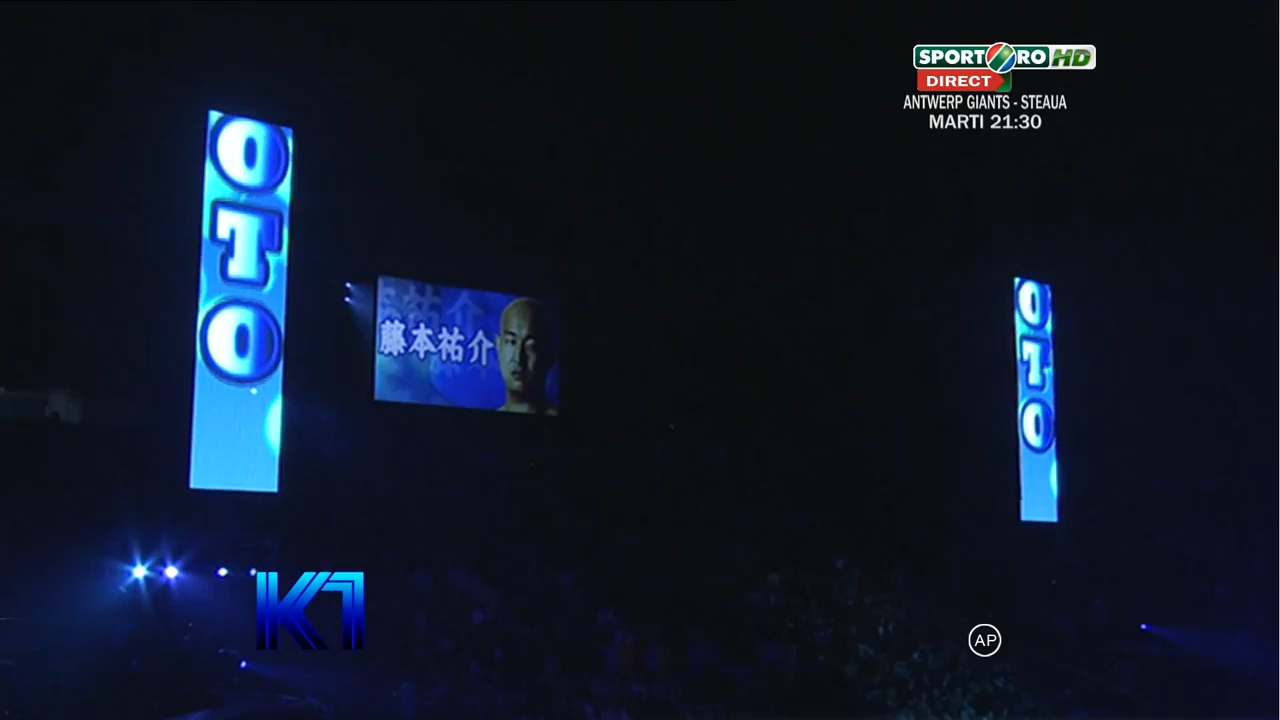 SPORT RO HD
DIRECT
ANTWERP GIANTS - STEAUA
MARTI 21:30
OTO
藤本祐介
OTO
K1
AP